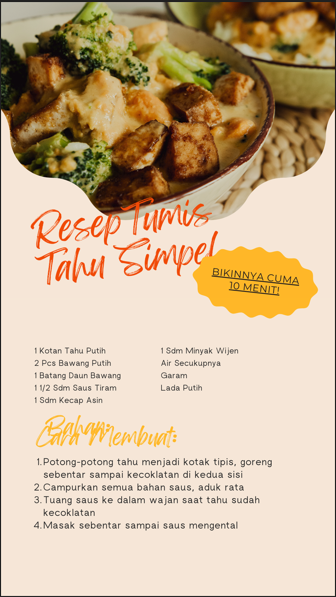 Resep Tumis
Tahu Simpel
BIKINNYA CUMA
10 MENIT!
1 Kotan Tahu Putih
2 Pcs Bawang Putih
1 Batang Daun Bawang
1 1/2 Sdm Saus Tiram
1 Sdm Kecap Asin
1 Sdm Minyak Wijen
Air Secukupnya
Garam
Lada Putih
Bahan:
Cara Membuat:
1. Potong-potong tahu menjadi kotak tipis, goreng
sebentar sampai kecoklatan di kedua sisi
2. Campurkan semua bahan saus, aduk rata
3. Tuang saus ke dalam wajan saat tahu sudah
kecoklatan
4. Masak sebentar sampai saus mengental